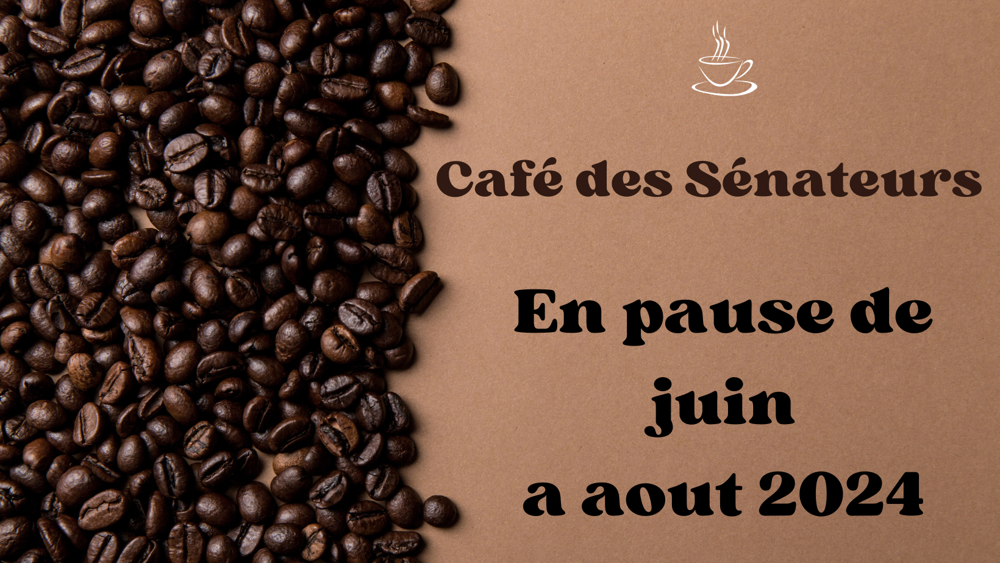 Café des Sénateurs
En pause de
juin
a aout 2024